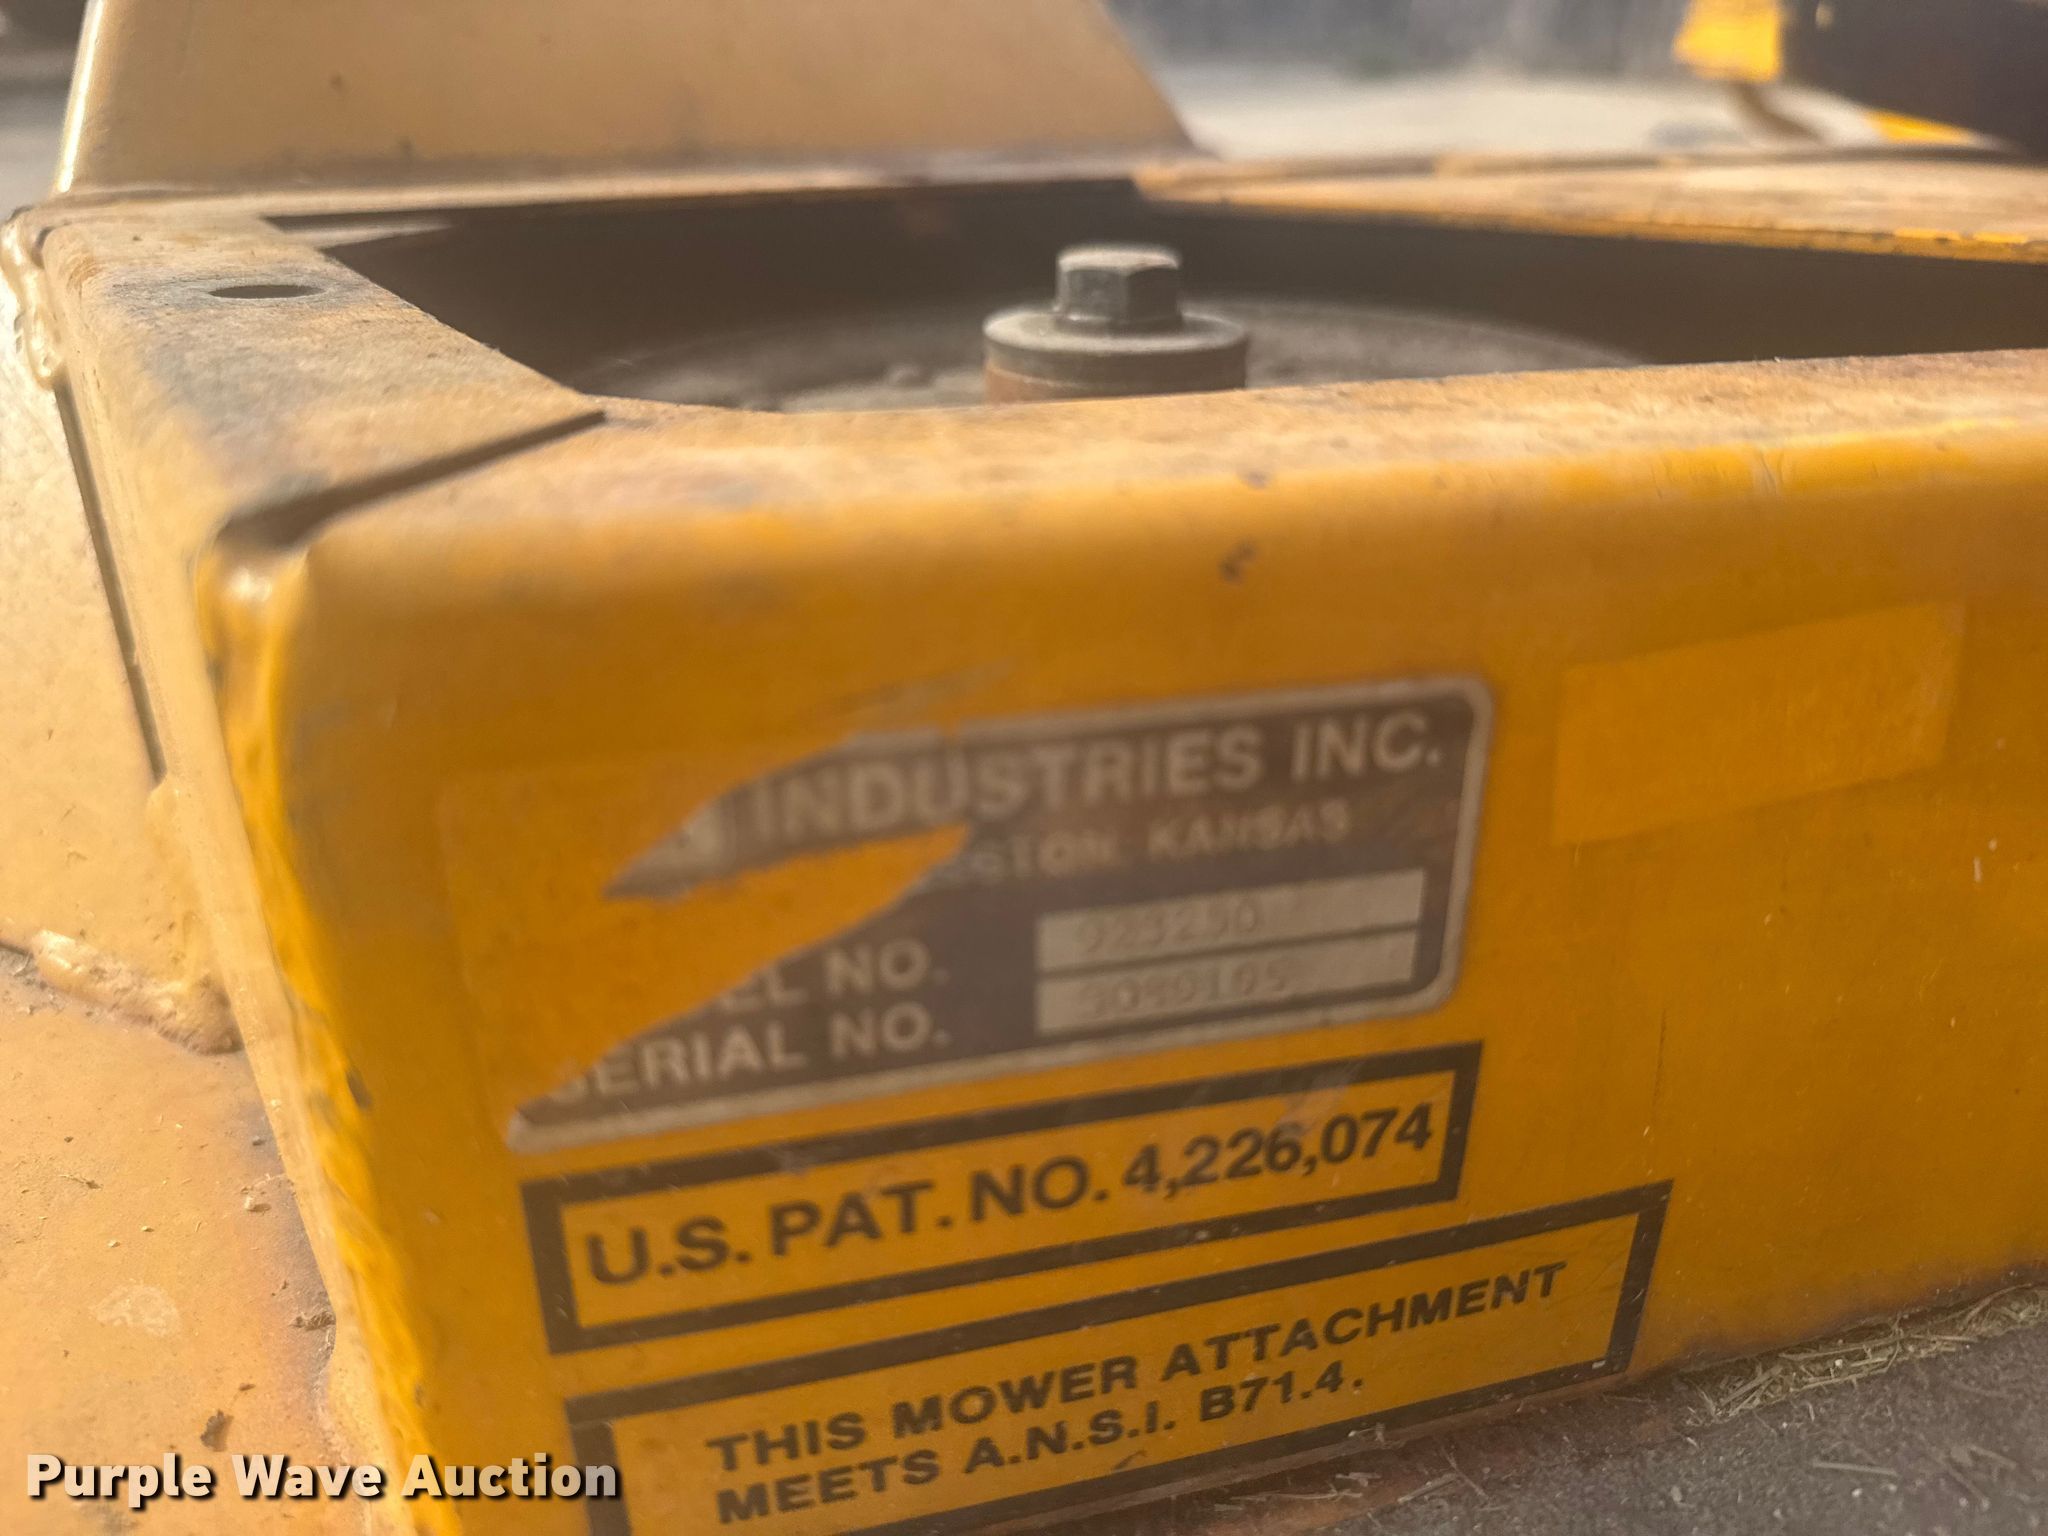 INDUSTRIES INC.
KANSAS
NO.
SERIAL NO.
U.S. PAT. NO. 4,226,074
THIS MOWER ATTACHMENT
MEETS A.N.S.I. B71.4.
Purple Wave Auction